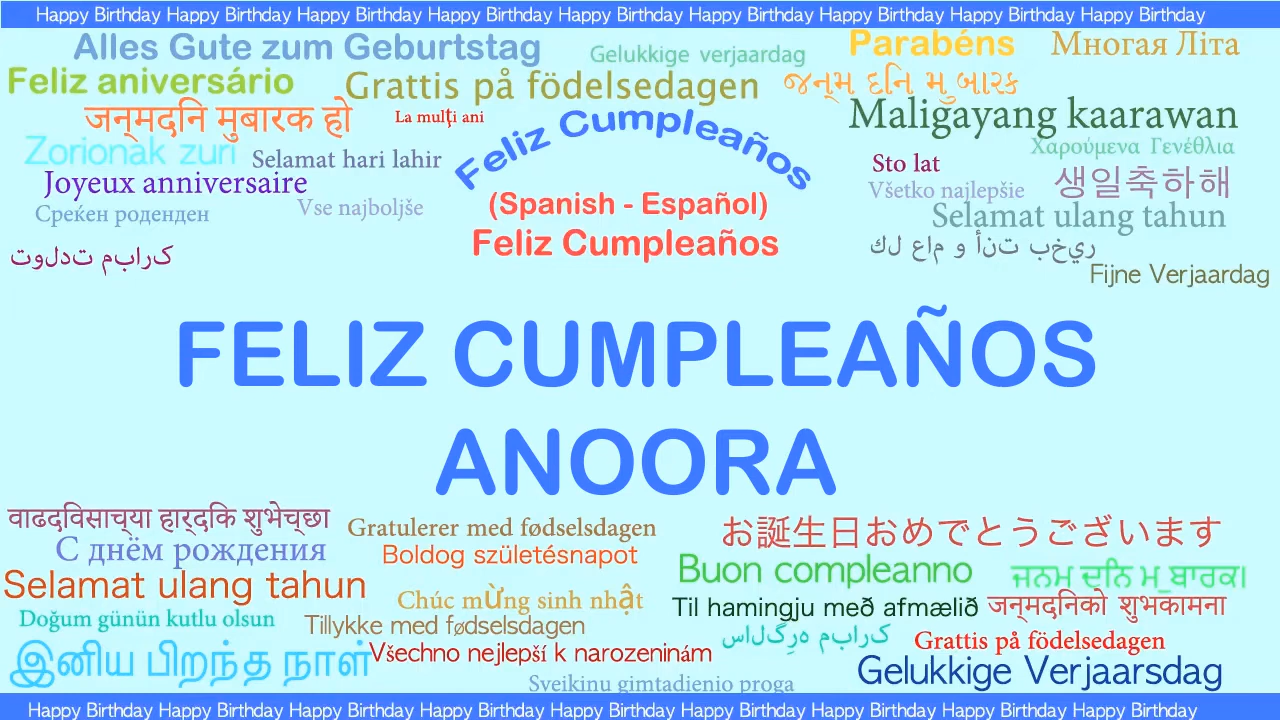 Happy Birthday Happy Birthday Happy Birthday Happy Birthday Happy Birthday Happy Birthday Happy Birthday Happy Birthday Happy Birthday
Alles Gute zum Geburtstag
Gelukkige verjaardag
Parabéns
Многая Літа
Feliz aniversário
Grattis på födelsedagen
જન્મ દિન મુબારક
जन्मदिन मुबारक हो
La mulţi ani
Feliz Cumpleaños
Maligayang kaarawan
Zorionak zuri
Selamat hari lahir
Sto lat
Χαρούμενα Γενέθλια
Joyeux anniversaire
(Spanish - Español)
Všetko najlepšie
생일축하해
Среќен роденден
Vse najboljše
Selamat ulang tahun
Feliz Cumpleaños
تولدت مبارک
كل عام و أنت بخير
Fijne Verjaardag
FELIZ CUMPLEAÑOS
ANOORA
वाढदिवसाच्या हार्दिक शुभेच्छा
Gratulerer med fødselsdagen
お誕生日おめでとうございます
С днём рождения
Boldog születésnapot
Buon compleanno
ਜਨਮ ਦਿਨ ਮੁਬਾਰਕ।
Selamat ulang tahun
Chúc mừng sinh nhật
Til hamingju með afmælið
जन्मदिनको शुभकामना
Doğum günün kutlu olsun
Tillykke med fødselsdagen
سالگرہ مبارک
Grattis på födelsedagen
இனிய பிறந்த நாள்
Všechno nejlepší k narozeninám
Gelukkige Verjaarsdag
Sveikinu gimtadienio proga
Happy Birthday Happy Birthday Happy Birthday Happy Birthday Happy Birthday Happy Birthday Happy Birthday Happy Birthday Happy Birthday